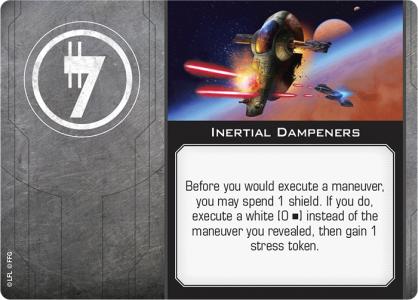 7
INERTIAL DAMPENERS
Before you would execute a maneuver,
you may spend 1 shield. If you do,
execute a white [0 ■] instead of the
maneuver you revealed, then gain 1
stress token.
© LFL © FFG